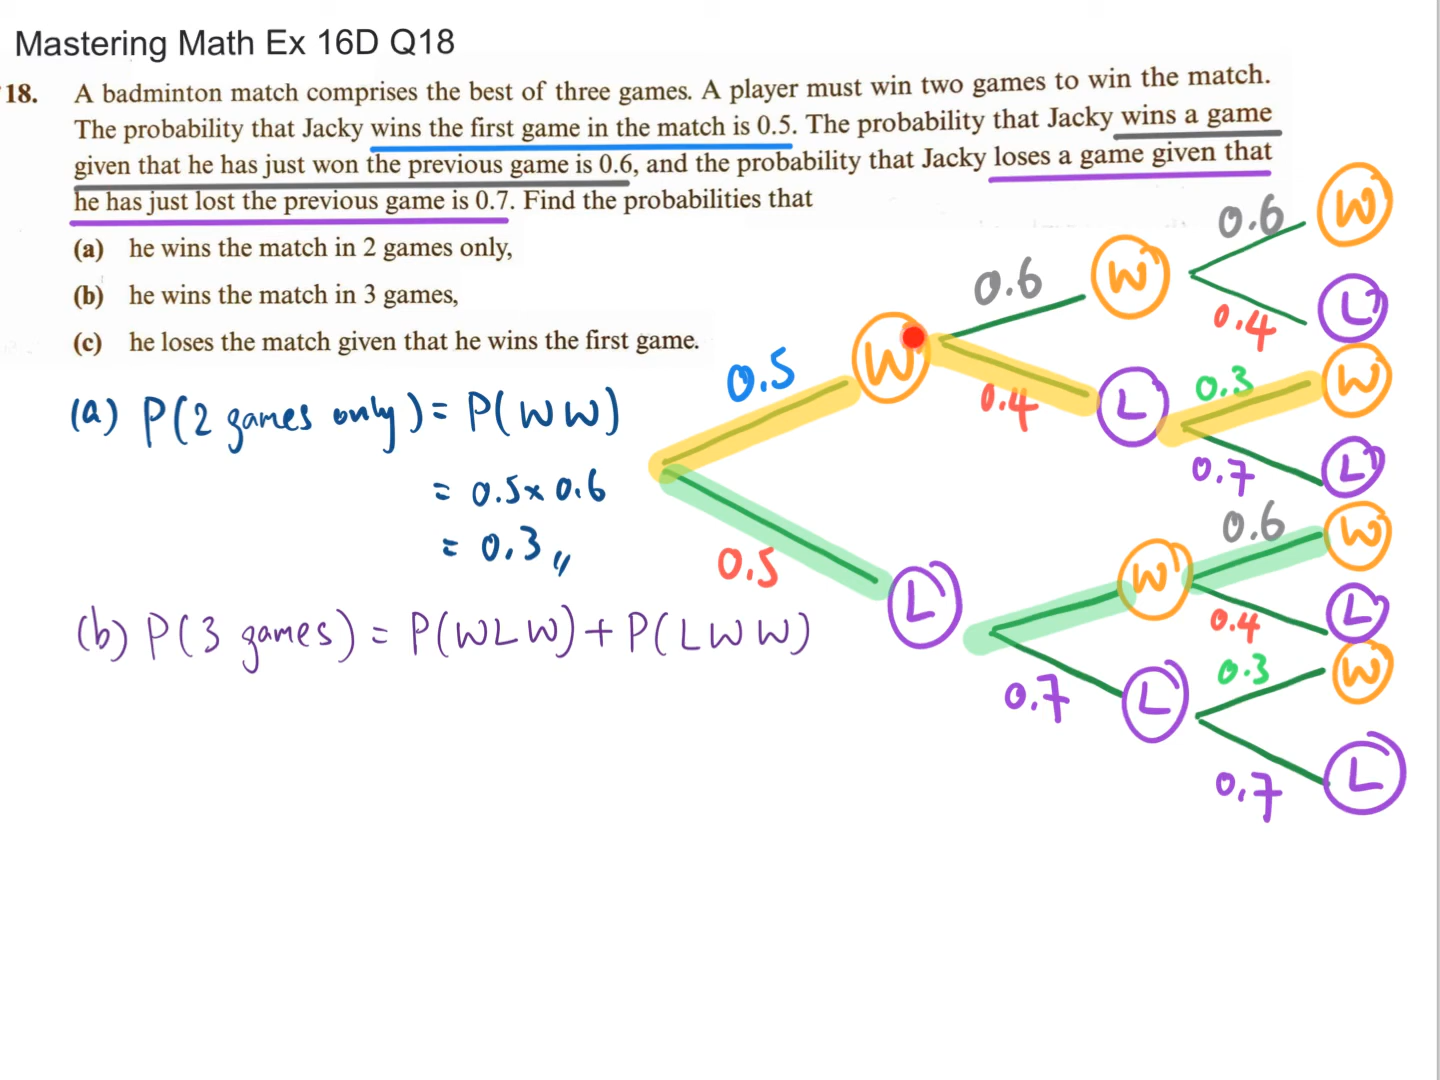 Mastering Math Ex 16D Q18
18. A badminton match comprises the best of three games. A player must win two games to win the match.
The probability that Jacky wins the first game in the match is 0.5. The probability that Jacky wins a game
given that he has just won the previous game is 0.6, and the probability that Jacky loses a game given that
he has just lost the previous game is 0.7. Find the probabilities that
(a) he wins the match in 2 games only,
(b) he wins the match in 3 games,
(c) he loses the match given that he wins the first game.
(a) P(2 games only) = P(WW)
= 0.5 x 0.6
= 0.3 "
(b) P(3 games) = P(WLW) + P(LWW)
0.5 W
0.6 W
0.6 W
0.4 L
0.4 L
0.3 W
0.7 L
0.5 L
W
0.6 W
0.4 L
0.7 L
0.3 W
0.7 L